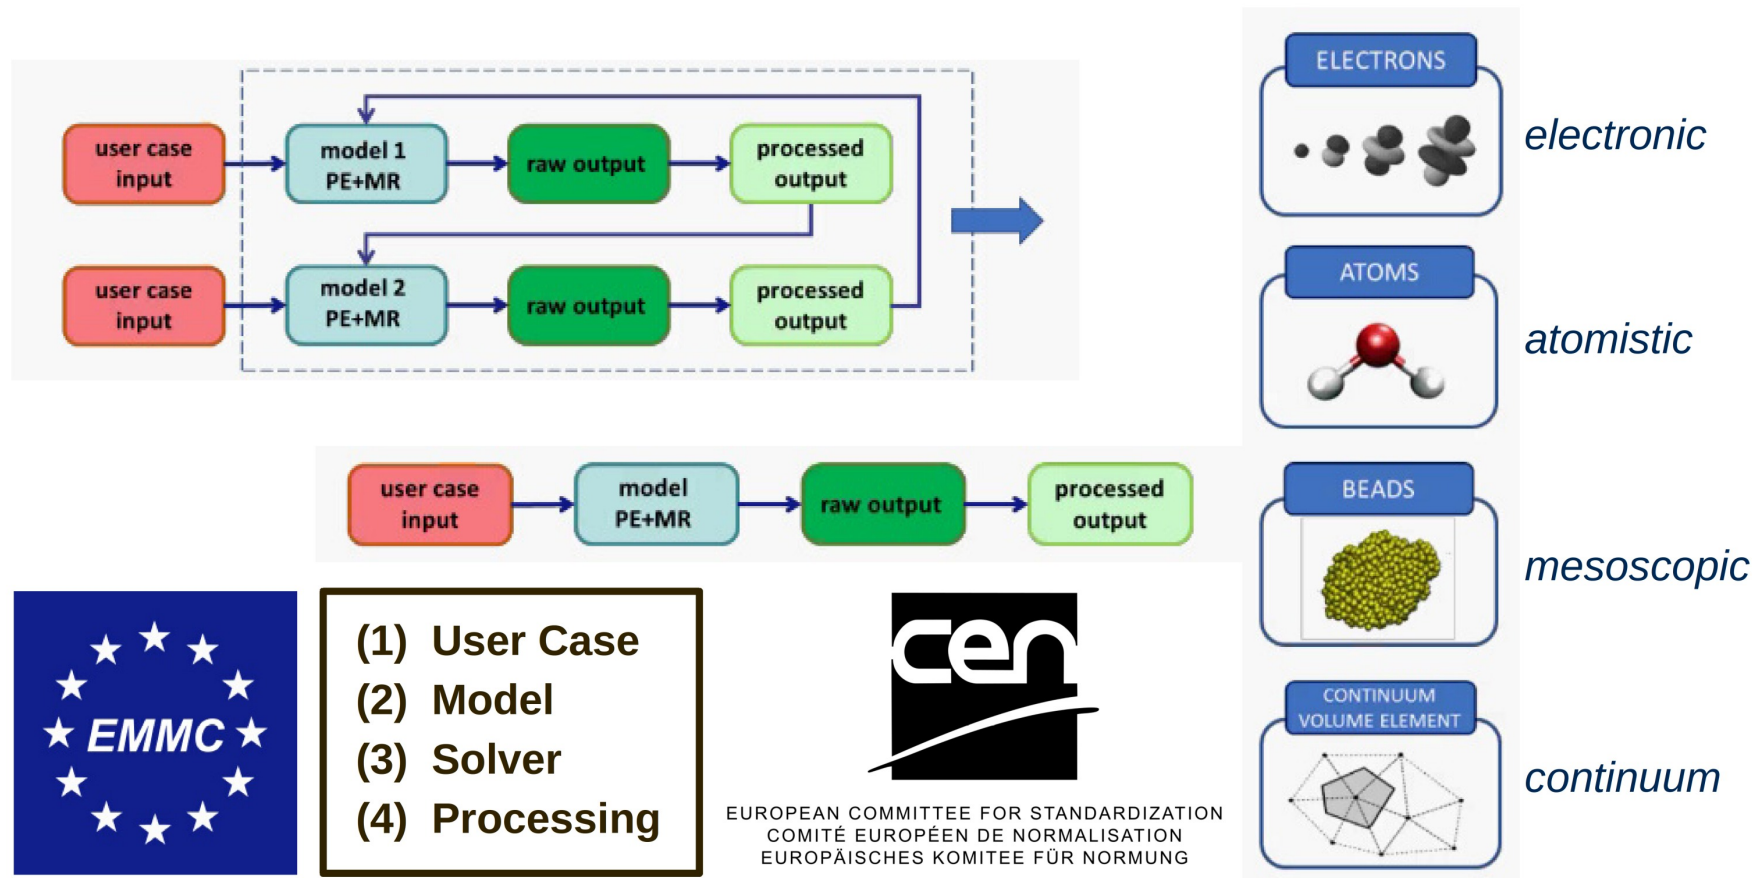 user case
input
model 1
PE+MR
raw output
processed
output
user case
input
model 2
PE+MR
raw output
processed
output
user case
input
model
PE+MR
raw output
processed
output
EMMC
(1) User Case
(2) Model
(3) Solver
(4) Processing
cen
EUROPEAN COMMITTEE FOR STANDARDIZATION
COMITÉ EUROPÉEN DE NORMALISATION
EUROPÄISCHES KOMITEE FÜR NORMUNG
ELECTRONS
electronic
ATOMS
atomistic
BEADS
mesoscopic
CONTINUUM
VOLUME ELEMENT
continuum